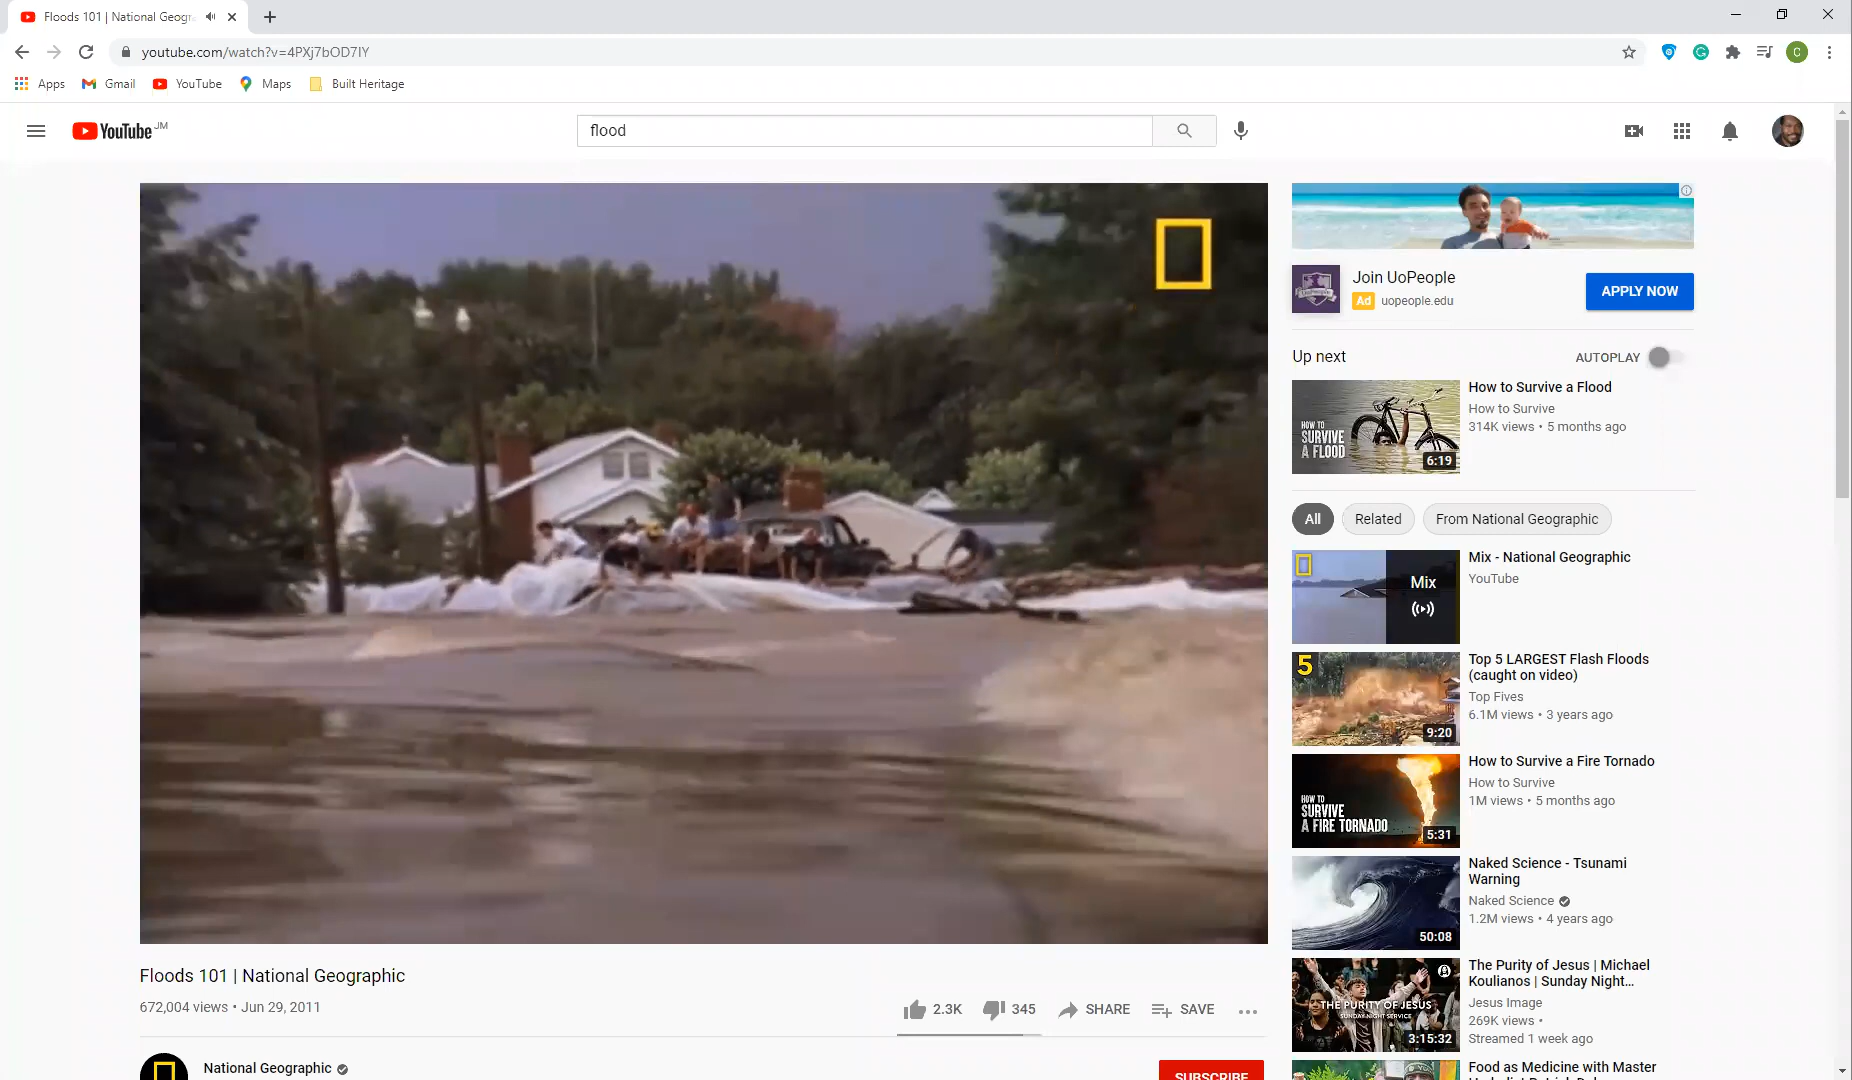 Floods 101 | National Geogr
youtube.com/watch?v=4PXj7bOD7IY
C
Apps
Gmail
YouTube
Maps
Built Heritage
YouTube JM
flood
Join UoPeople
Ad uopeople.edu
APPLY NOW
Up next
AUTOPLAY
HOW TO
SURVIVE
A FLOOD
6:19
How to Survive a Flood
How to Survive
314K views • 5 months ago
All
Related
From National Geographic
Mix
Mix - National Geographic
YouTube
5
9:20
Top 5 LARGEST Flash Floods
(caught on video)
Top Fives
6.1M views • 3 years ago
HOW TO
SURVIVE
A FIRE TORNADO
5:31
How to Survive a Fire Tornado
How to Survive
1M views • 5 months ago
50:08
Naked Science - Tsunami
Warning
Naked Science
1.2M views • 4 years ago
THE PURITY OF JESUS
SUNDAY NIGHT SERVICE
3:15:32
The Purity of Jesus | Michael
Koulianos | Sunday Night...
Jesus Image
269K views •
Streamed 1 week ago
Food as Medicine with Master
Floods 101 | National Geographic
672,004 views • Jun 29, 2011
2.3K
345
SHARE
SAVE
National Geographic
SUBSCRIBE